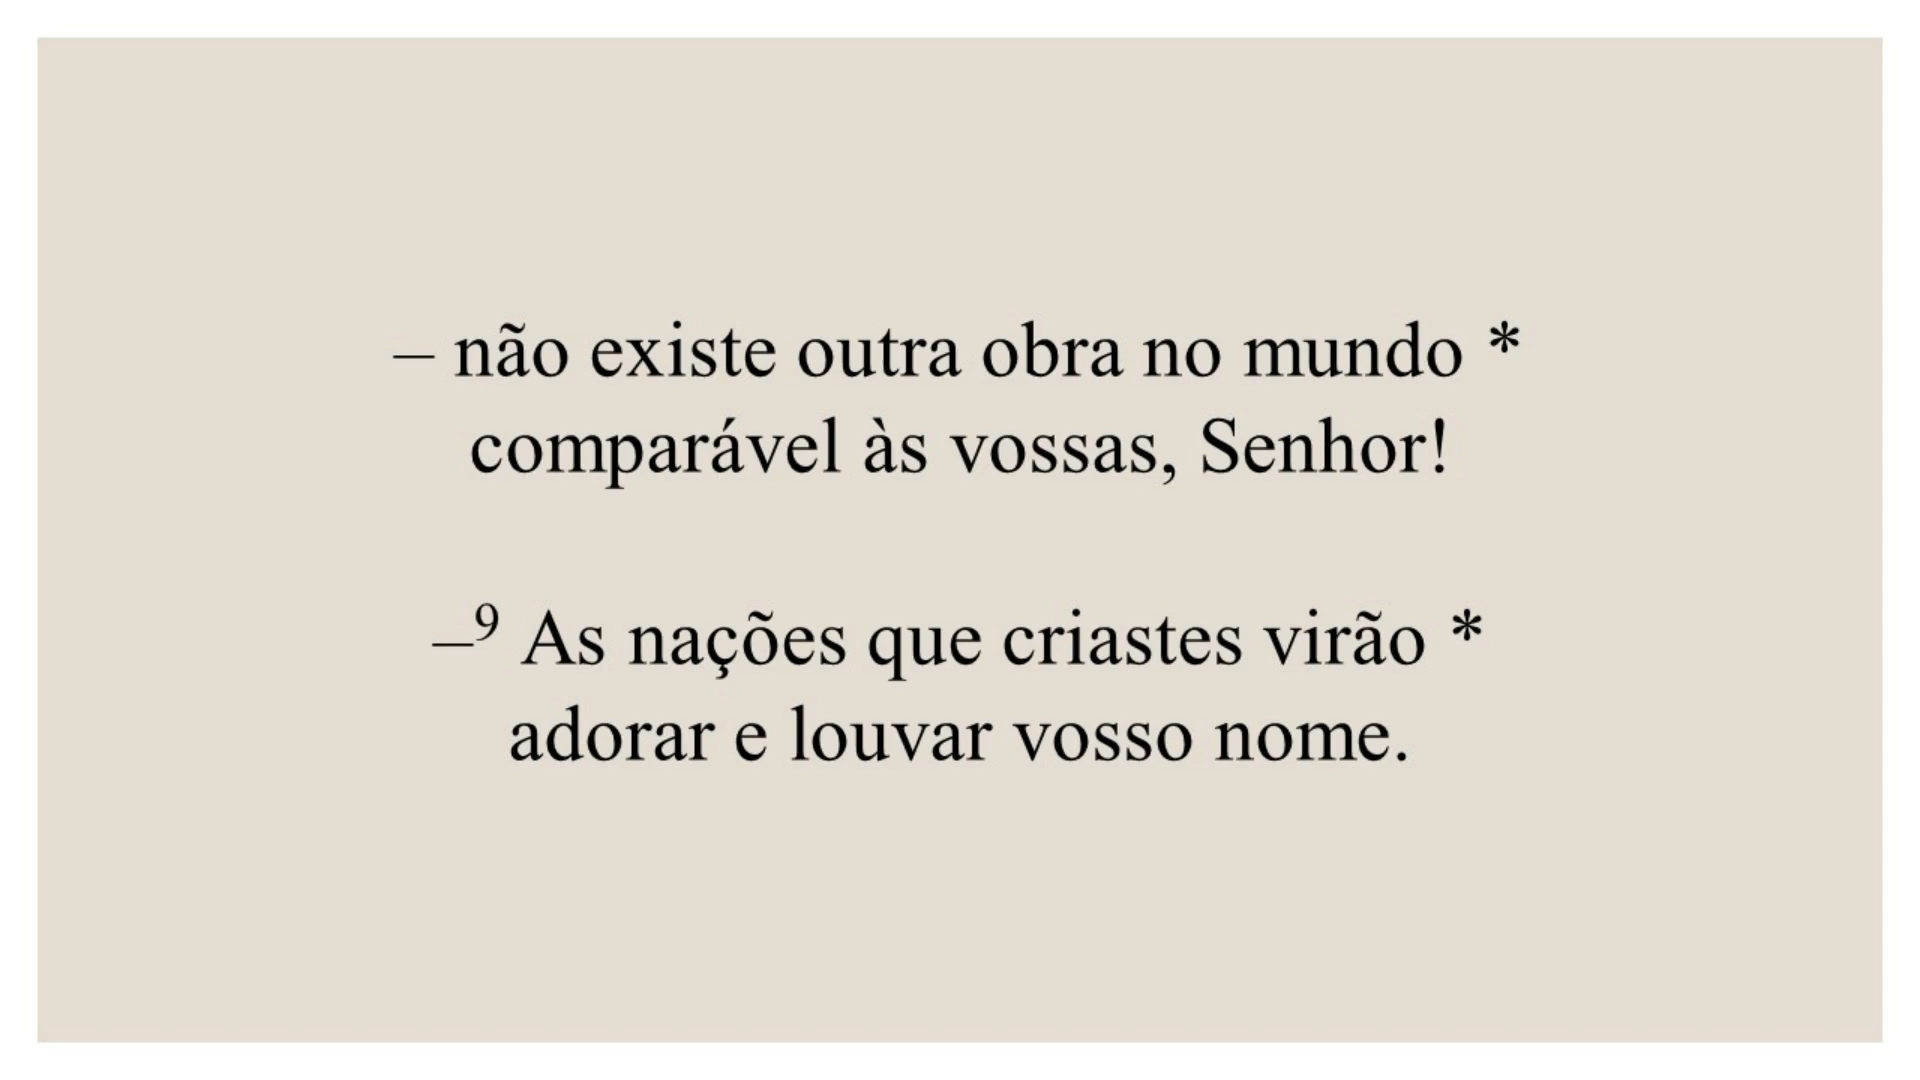 – não existe outra obra no mundo *
comparável às vossas, Senhor!
–⁹ As nações que criastes virão *
adorar e louvar vosso nome.